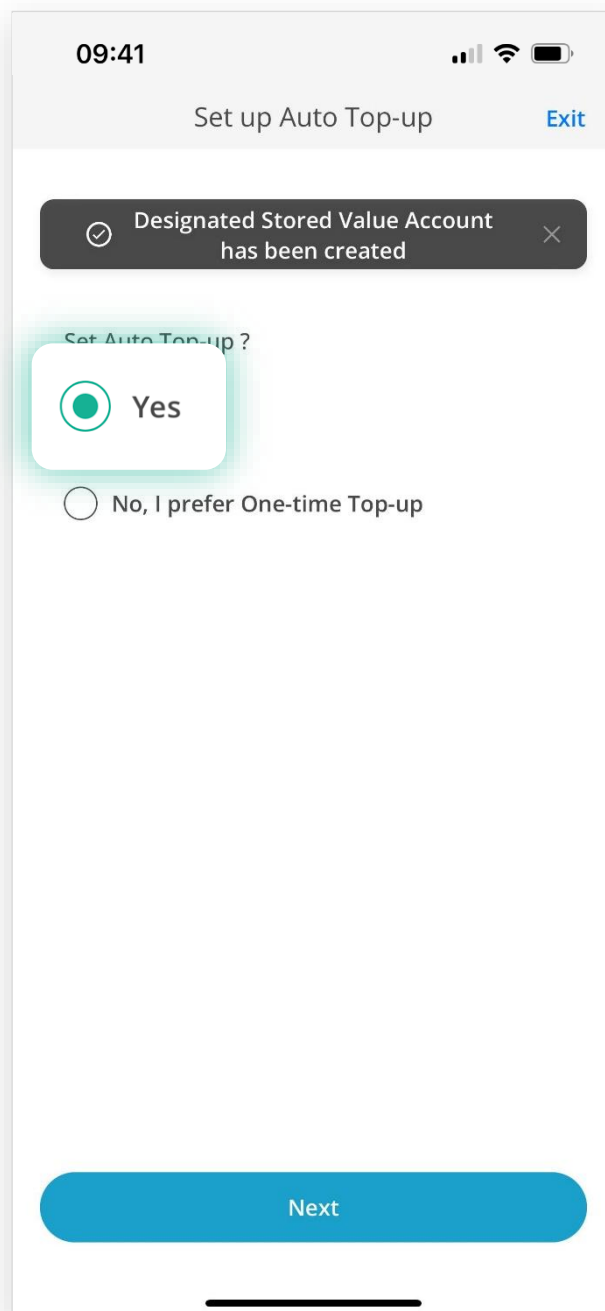 09:41
Set up Auto Top-up
Exit
Designated Stored Value Account
has been created
Set Auto Top-up ?
Yes
No, I prefer One-time Top-up
Next